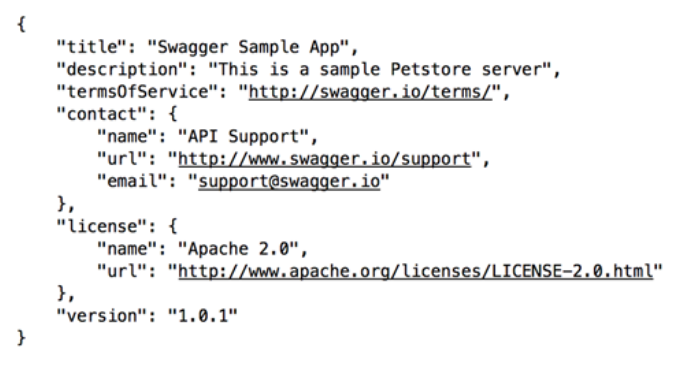 {
    "title": "Swagger Sample App",
    "description": "This is a sample Petstore server",
    "termsOfService": "http://swagger.io/terms/",
    "contact": {
        "name": "API Support",
        "url": "http://www.swagger.io/support",
        "email": "support@swagger.io"
    },
    "license": {
        "name": "Apache 2.0",
        "url": "http://www.apache.org/licenses/LICENSE-2.0.html"
    },
    "version": "1.0.1"
}